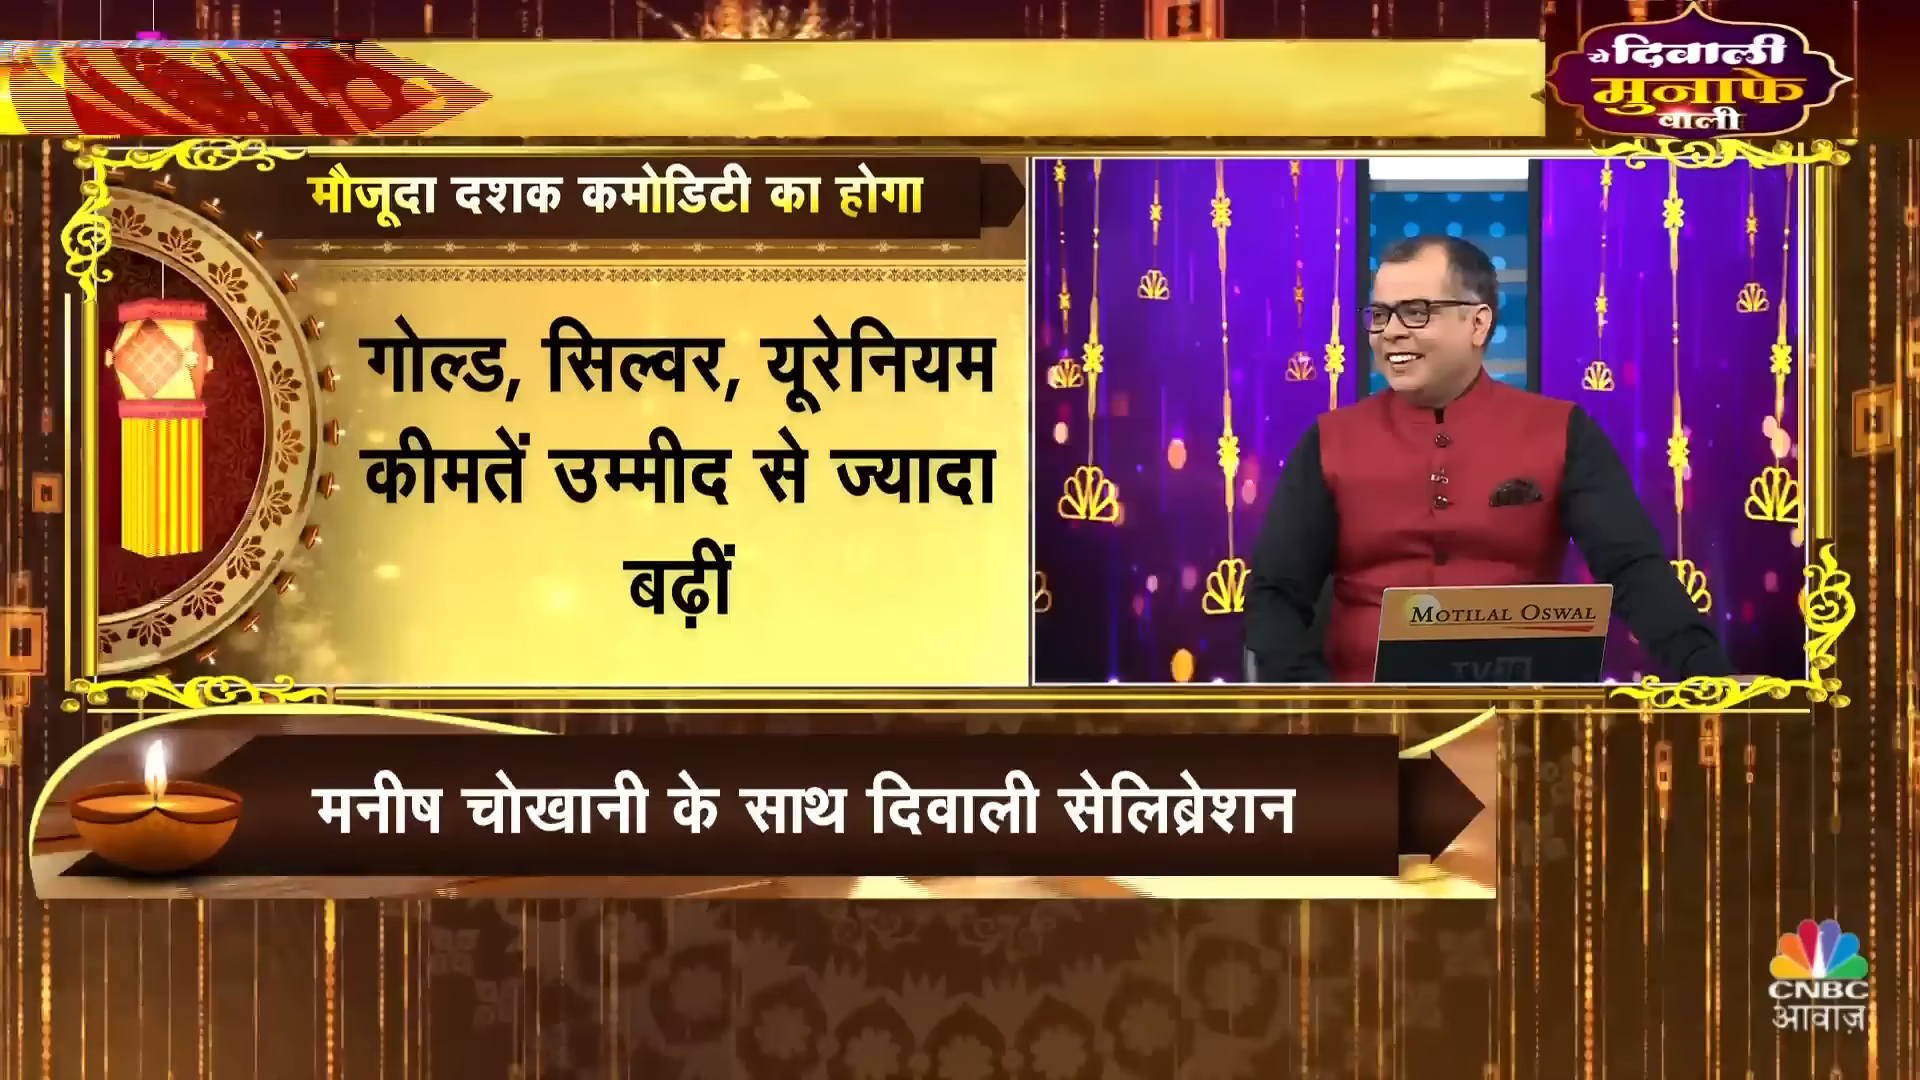 ये दिवाली
मुनाफे
वाली
मौजूदा दशक कमोडिटी का होगा
गोल्ड, सिल्वर, यूरेनियम
कीमतें उम्मीद से ज्यादा
बढ़ीं
MOTILAL OSWAL
मनीष चोखानी के साथ दिवाली सेलिब्रेशन
CNBC
आवाज़